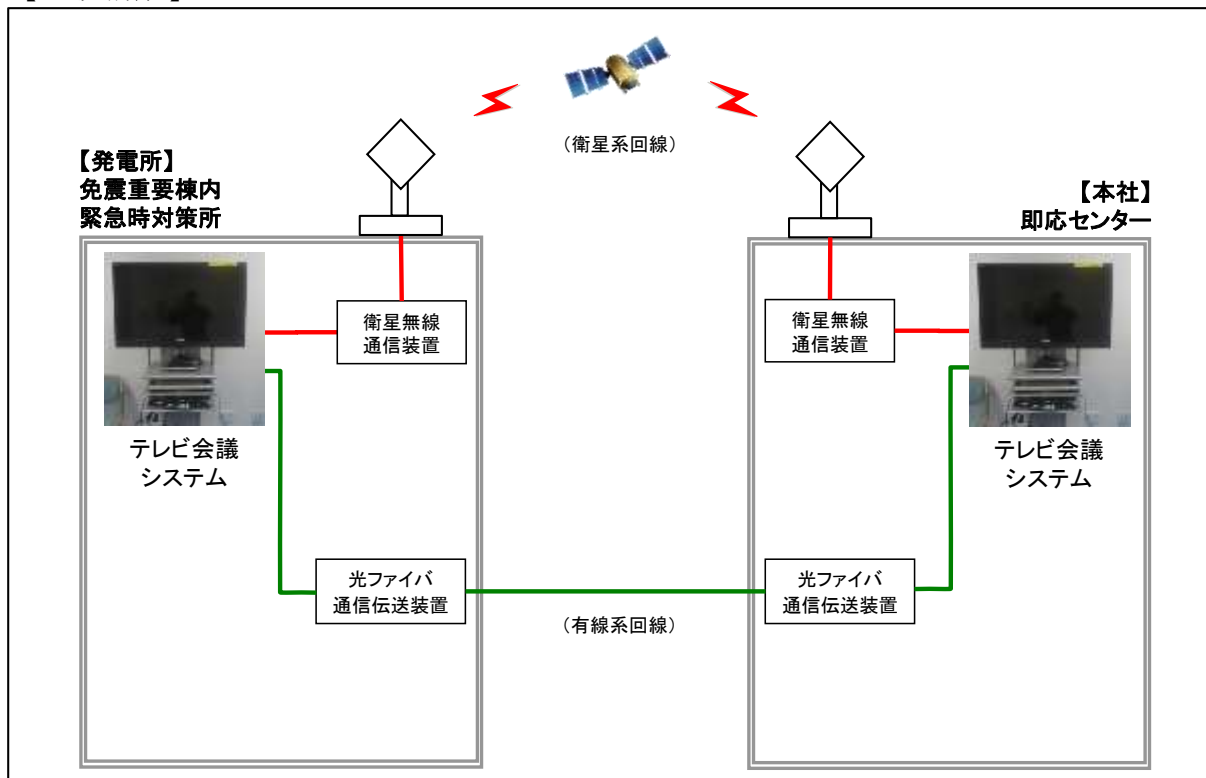 （衛星系回線）
【発電所】
免震重要棟内
緊急時対策所
【本社】
即応センター
衛星無線
通信装置
衛星無線
通信装置
テレビ会議
システム
テレビ会議
システム
光ファイバ
通信伝送装置
光ファイバ
通信伝送装置
（有線系回線）